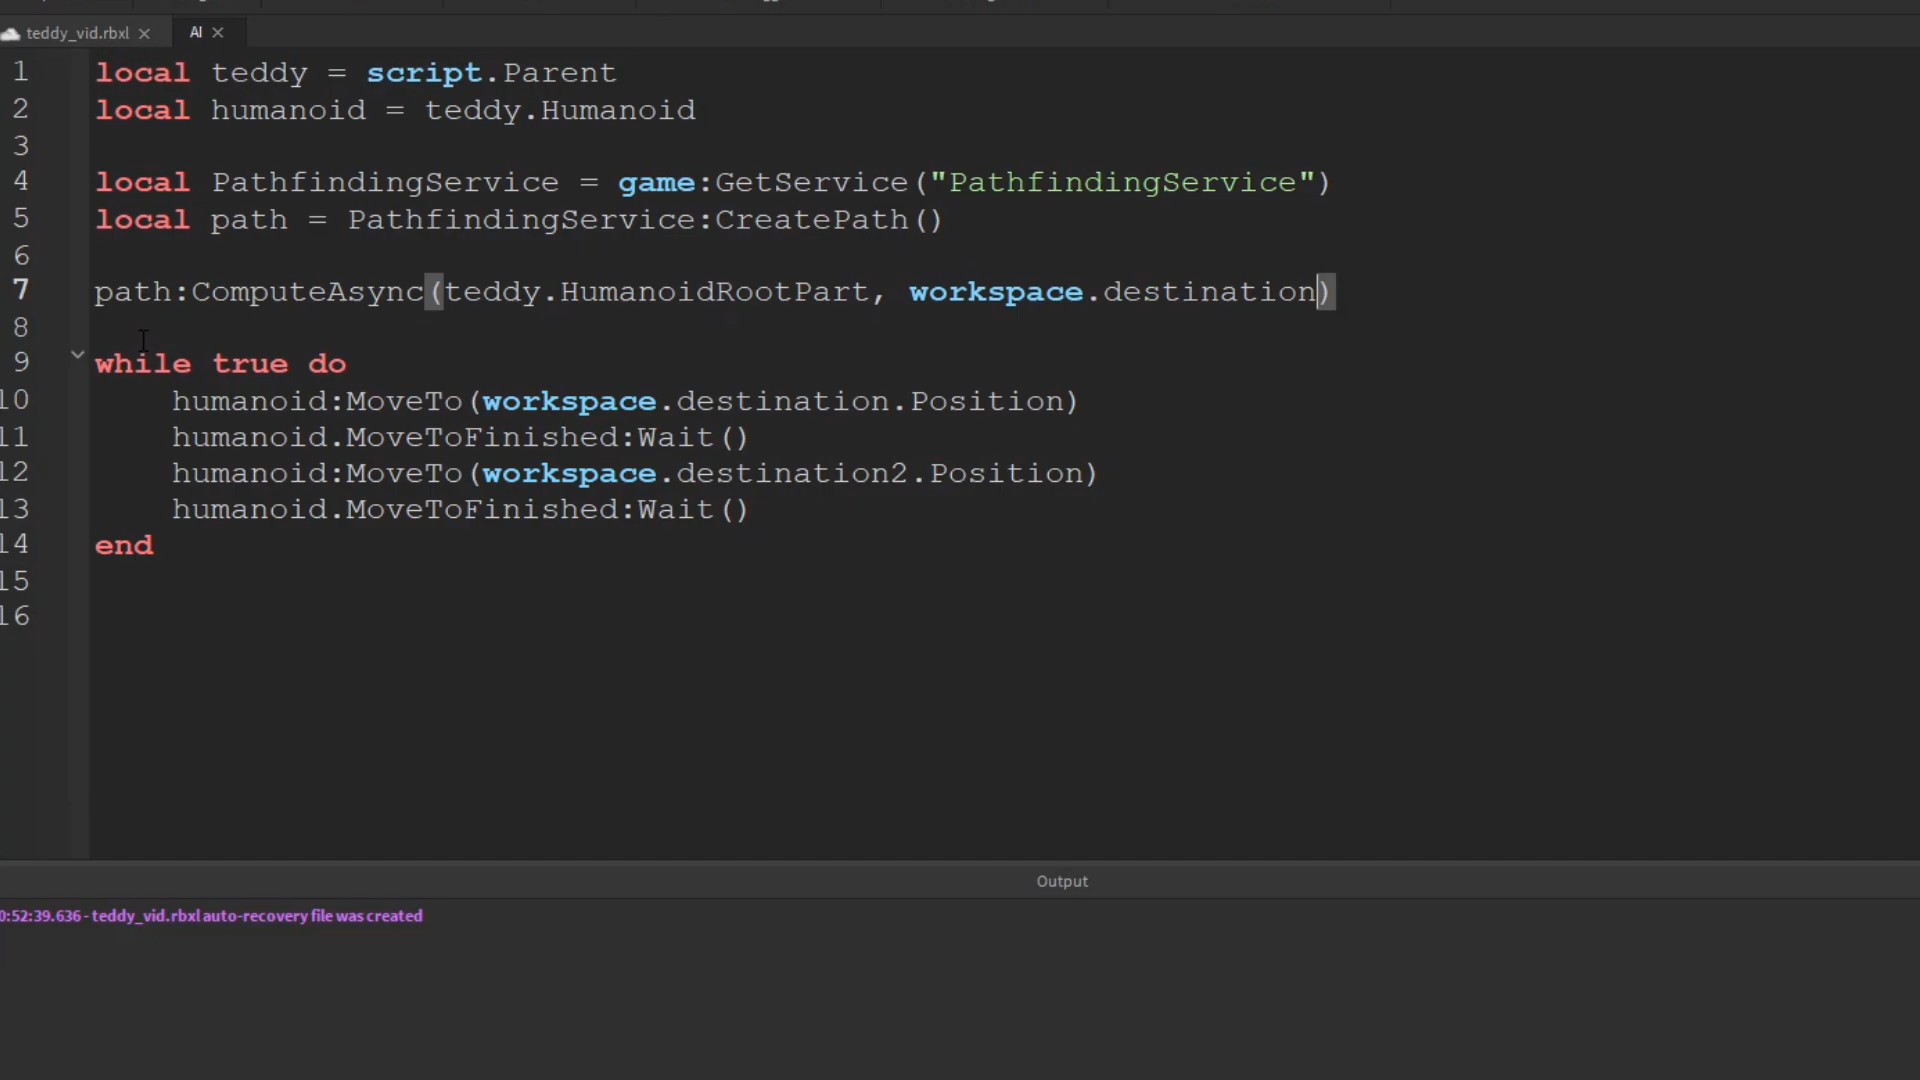 teddy_vid.rbxl
AI
1 local teddy = script.Parent
2 local humanoid = teddy.Humanoid
3
4 local PathfindingService = game:GetService("PathfindingService")
5 local path = PathfindingService:CreatePath()
6
7 path:ComputeAsync(teddy.HumanoidRootPart, workspace.destination)
8
9 while true do
10 humanoid:MoveTo(workspace.destination.Position)
11 humanoid.MoveToFinished:Wait()
12 humanoid:MoveTo(workspace.destination2.Position)
13 humanoid.MoveToFinished:Wait()
14 end
15
16
Output
0:52:39.636 - teddy_vid.rbxl auto-recovery file was created